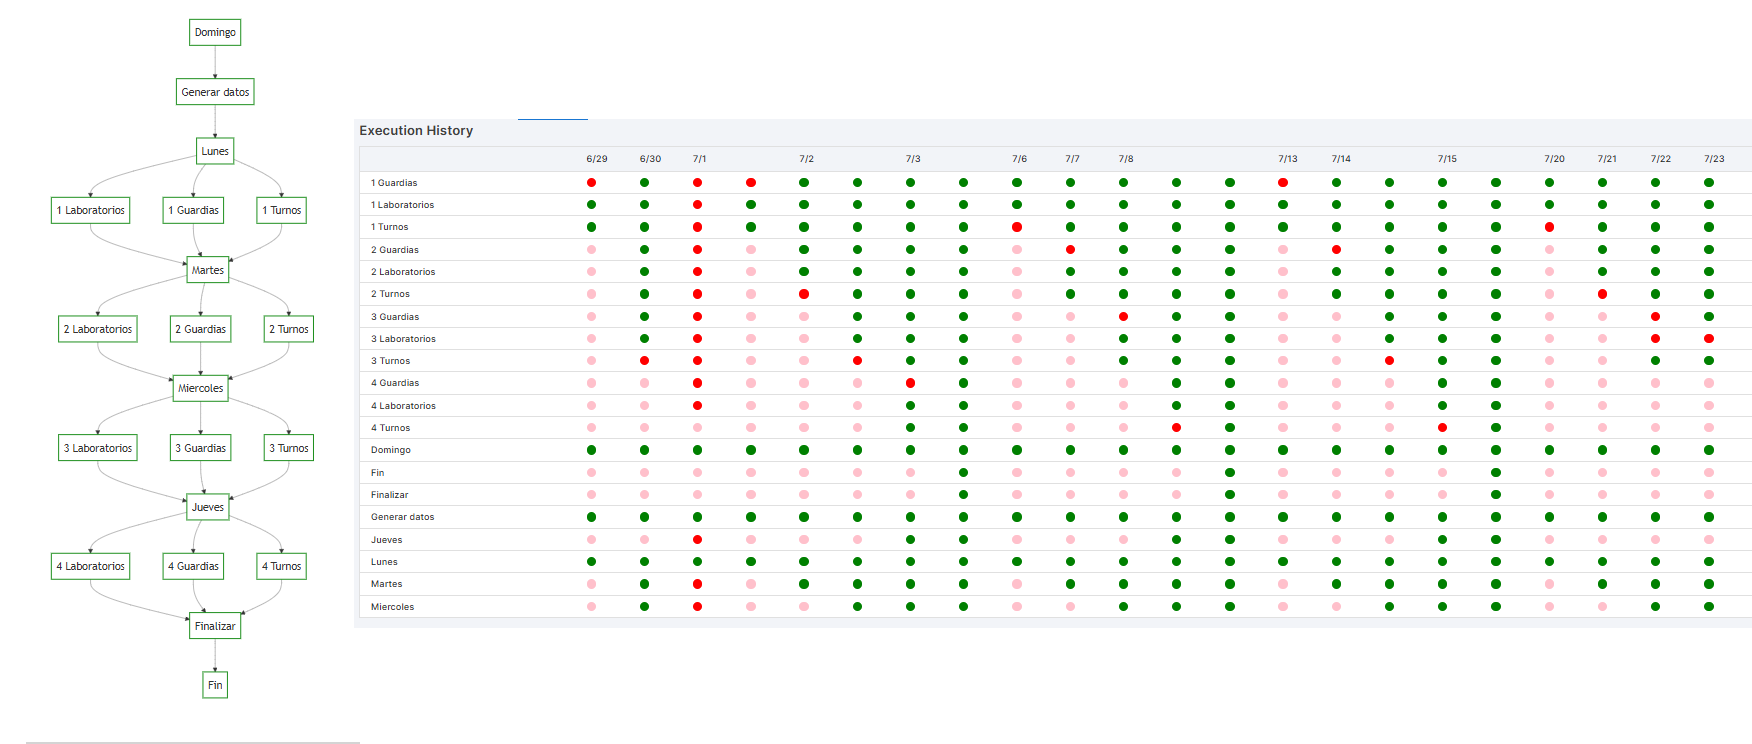 Domingo
Generar datos
Lunes
1 Laboratorios 1 Guardias 1 Turnos
Martes
2 Laboratorios 2 Guardias 2 Turnos
Miercoles
3 Laboratorios 3 Guardias 3 Turnos
Jueves
4 Laboratorios 4 Guardias 4 Turnos
Finalizar
Fin
Execution History
6/29 6/30 7/1 7/2 7/3 7/6 7/7 7/8 7/13 7/14 7/15 7/20 7/21 7/22 7/23
1 Guardias
1 Laboratorios
1 Turnos
2 Guardias
2 Laboratorios
2 Turnos
3 Guardias
3 Laboratorios
3 Turnos
4 Guardias
4 Laboratorios
4 Turnos
Domingo
Fin
Finalizar
Generar datos
Jueves
Lunes
Martes
Miercoles